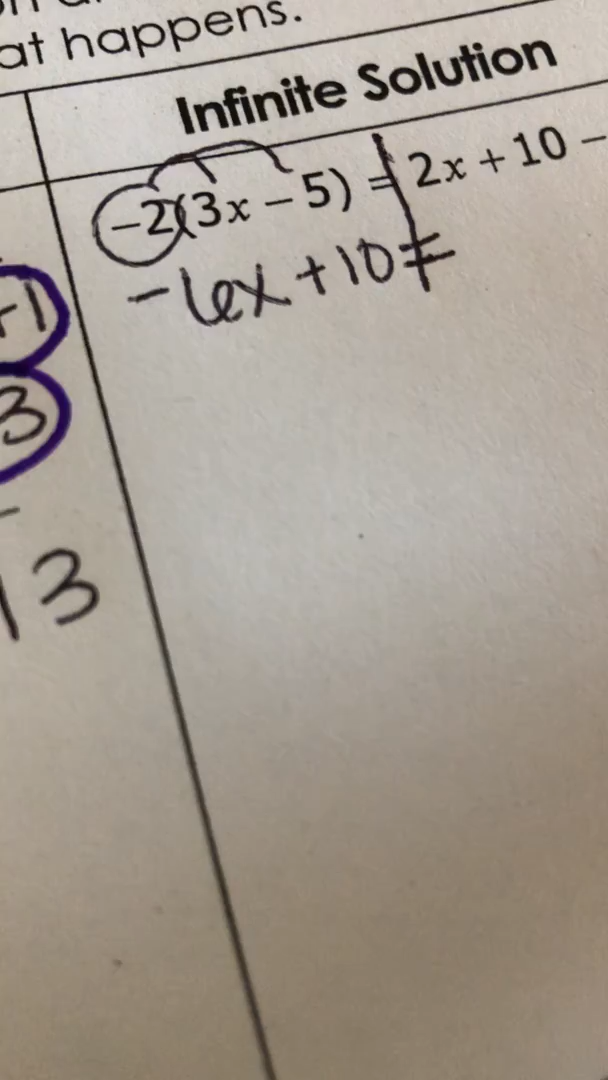 at happens.
Infinite Solution
-2(3x - 5) = 2x + 10 -
-6x + 10 =
+1
3
13